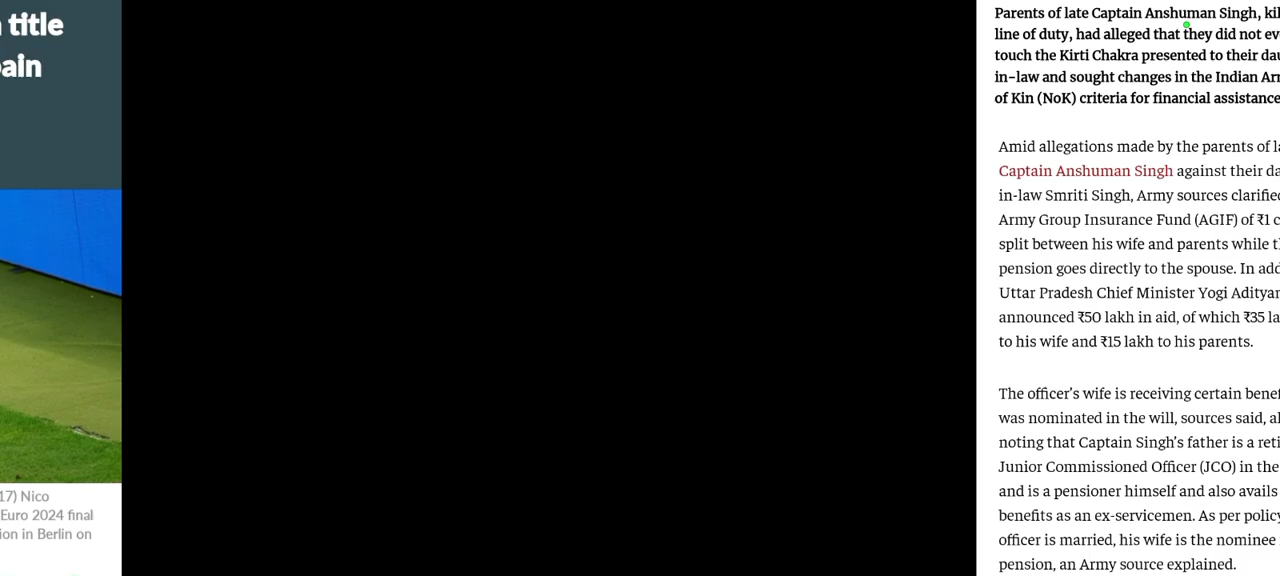 title
ain
17) Nico
Euro 2024 final
ion in Berlin on
Parents of late Captain Anshuman Singh, kil
line of duty, had alleged that they did not ev
touch the Kirti Chakra presented to their dau
in-law and sought changes in the Indian Arm
of Kin (NoK) criteria for financial assistance
Amid allegations made by the parents of la
Captain Anshuman Singh against their da
in-law Smriti Singh, Army sources clarified
Army Group Insurance Fund (AGIF) of ₹1 c
split between his wife and parents while th
pension goes directly to the spouse. In add
Uttar Pradesh Chief Minister Yogi Adityan
announced ₹50 lakh in aid, of which ₹35 la
to his wife and ₹15 lakh to his parents.
The officer’s wife is receiving certain benef
was nominated in the will, sources said, al
noting that Captain Singh’s father is a reti
Junior Commissioned Officer (JCO) in the
and is a pensioner himself and also avails
benefits as an ex-servicemen. As per policy
officer is married, his wife is the nominee
pension, an Army source explained.